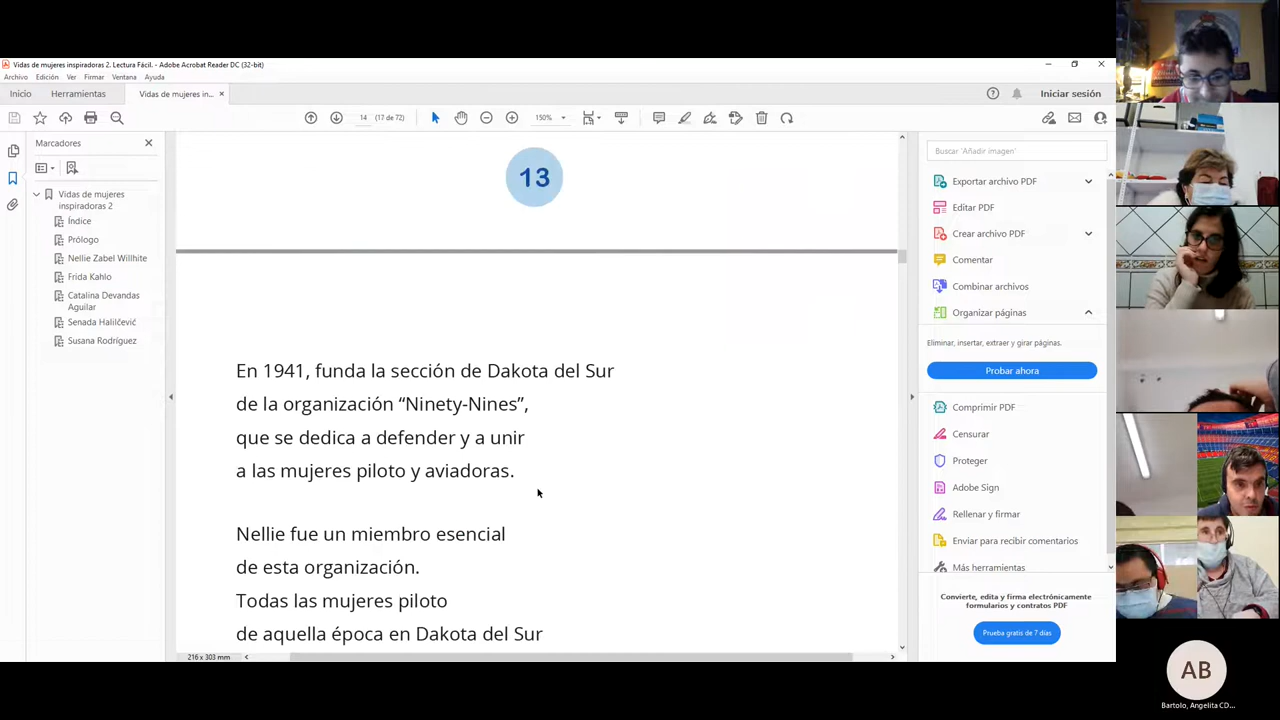 Vidas de mujeres inspiradoras 2. Lectura Fácil. - Adobe Acrobat Reader DC (32-bit)
Archivo Edición Ver Firmar Ventana Ayuda
Inicio Herramientas Vidas de mujeres in... Iniciar sesión
14 (17 de 72) 150%
Marcadores
Vidas de mujeres
inspiradoras 2
Índice
Prólogo
Nellie Zabel Willhite
Frida Kahlo
Catalina Devandas
Aguilar
Senada Halilčević
Susana Rodríguez
13
En 1941, funda la sección de Dakota del Sur
de la organización “Ninety-Nines”,
que se dedica a defender y a unir
a las mujeres piloto y aviadoras.
Nellie fue un miembro esencial
de esta organización.
Todas las mujeres piloto
de aquella época en Dakota del Sur
216 x 303 mm
Buscar 'Añadir imagen'
Exportar archivo PDF
Editar PDF
Crear archivo PDF
Comentar
Combinar archivos
Organizar páginas
Eliminar, insertar, extraer y girar páginas.
Probar ahora
Comprimir PDF
Censurar
Proteger
Adobe Sign
Rellenar y firmar
Enviar para recibir comentarios
Más herramientas
Convierte, edita y firma electrónicamente
formularios y contratos PDF
Prueba gratis de 7 días
AB
Bartolo, Angelita CD...